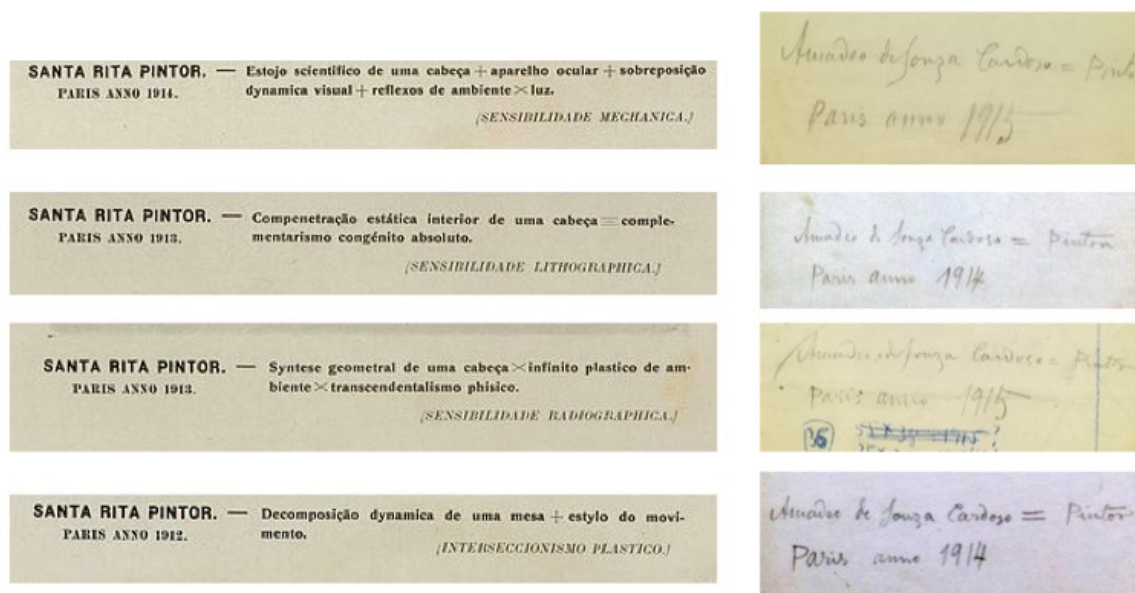 SANTA RITA PINTOR. — Estojo scientifico de uma cabeça + aparelho ocular + sobreposição
PARIS ANNO 1914. dynamica visual + reflexos de ambiente × luz.
(SENSIBILIDADE MECHANICA.)
SANTA RITA PINTOR. — Compenetração estática interior de uma cabeça = comple-
PARIS ANNO 1913. mentarismo congénito absoluto.
(SENSIBILIDADE LITHOGRAPHICA.)
SANTA RITA PINTOR. — Syntese geometral de uma cabeça × infinito plastico de am-
PARIS ANNO 1913. biente × transcendentalismo phisico.
(SENSIBILIDADE RADIOGRAPHICA.)
SANTA RITA PINTOR. — Decomposição dynamica de uma mesa + estylo do movi-
PARIS ANNO 1912. mento.
(INTERSECCIONISMO PLASTICO.)
Amadeo de Souza Cardoso = Pinto
Paris anno 1915
Amadeo de Souza Cardoso = Pintor
Paris anno 1914
Amadeo de Souza Cardoso = Pintor
Paris anno 1915
36
Amadeo de Souza Cardoso = Pintor
Paris anno 1914